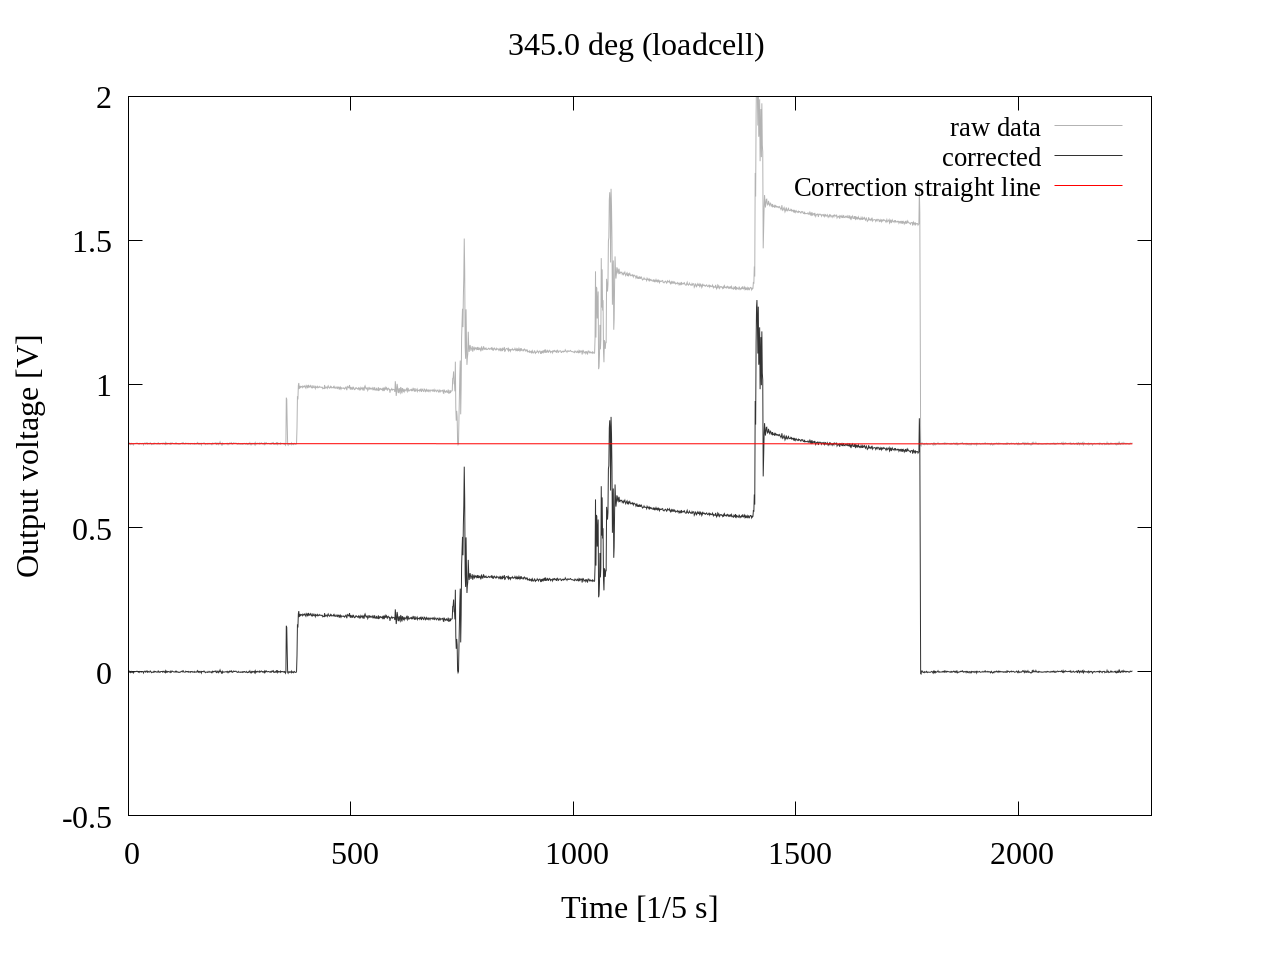 345.0 deg (loadcell)
2
1.5
1
0.5
0
-0.5
Output voltage [V]
raw data
corrected
Correction straight line
0 500 1000 1500 2000
Time [1/5 s]